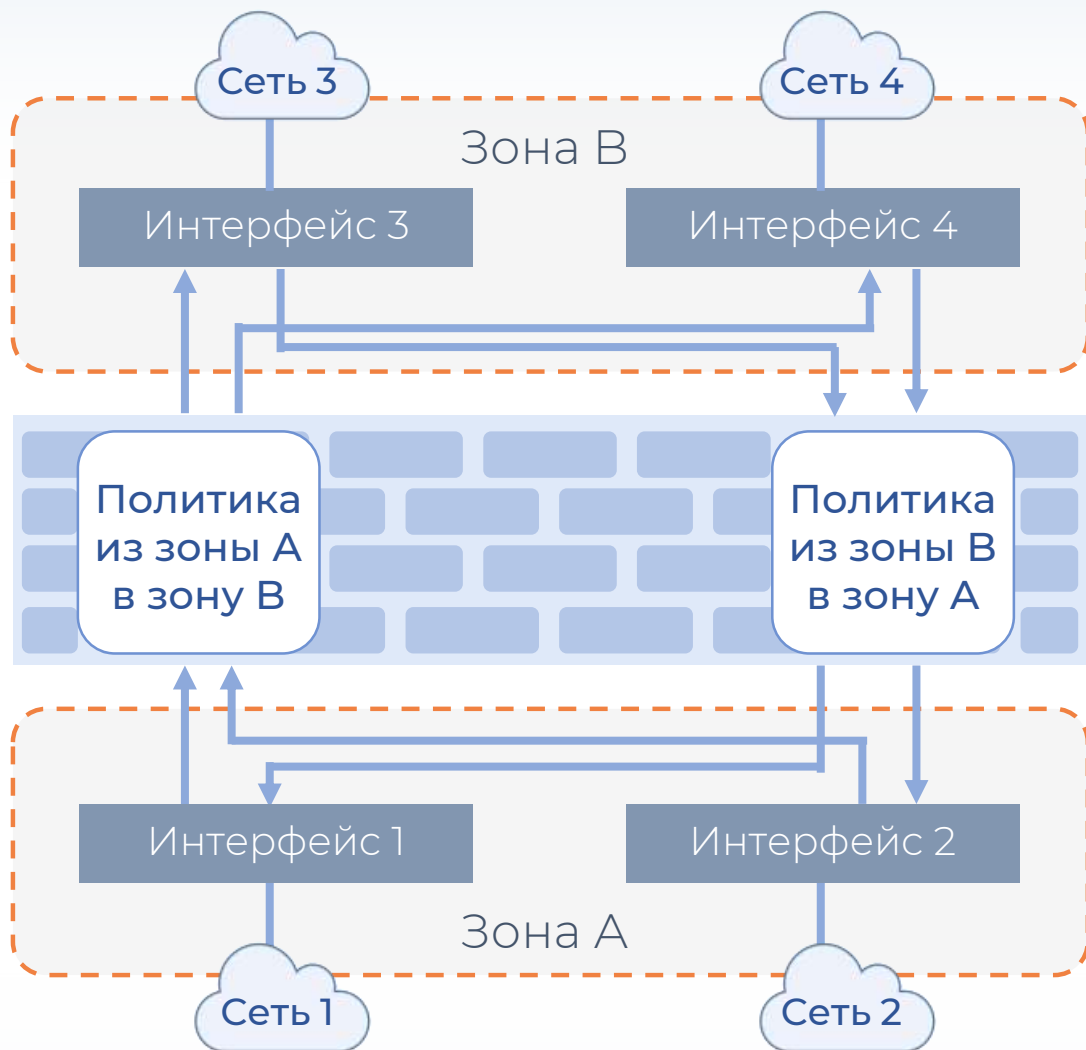 Сеть 3
Сеть 4
Зона B
Интерфейс 3
Интерфейс 4
Политика
из зоны A
в зону B
Политика
из зоны B
в зону A
Интерфейс 1
Интерфейс 2
Зона A
Сеть 1
Сеть 2